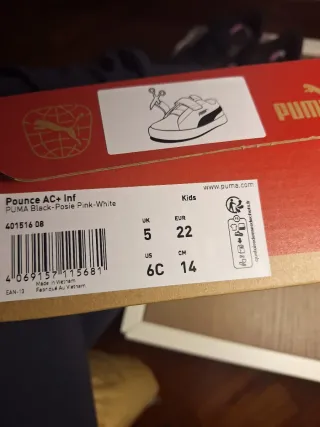 PUMA
www.puma.com
Pounce AC+ Inf
PUMA Black-Posie Pink-White
Kids
401516 08
UK EUR
5 22
US CM
6C 14
4 069157 115681
EAN-13
Made in Vietnam
Fabriqué Au Vietnam